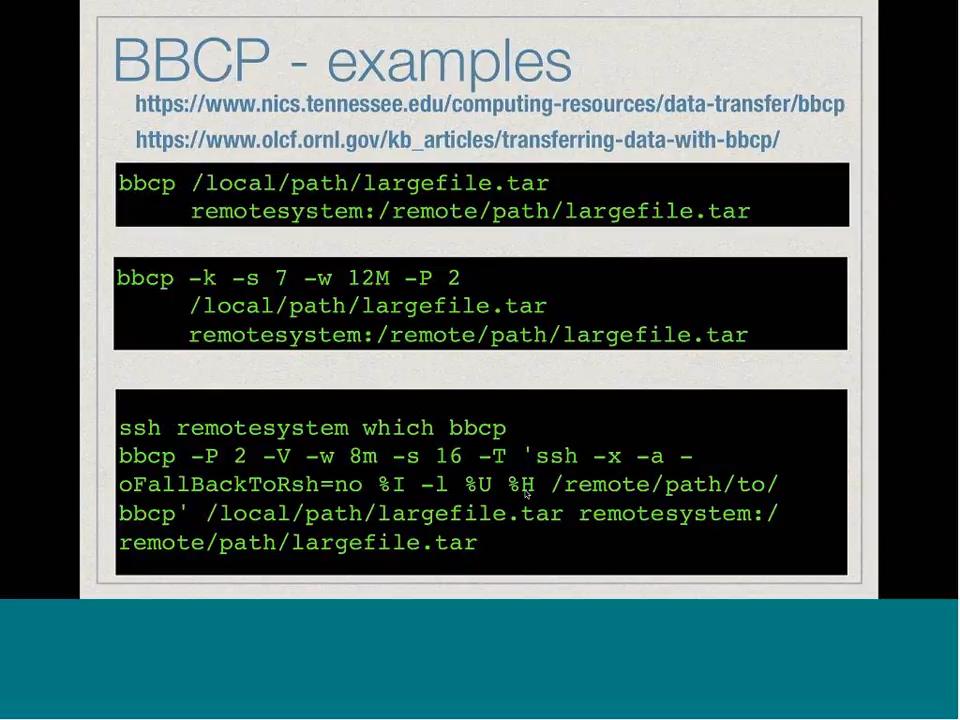 BBCP - examples
https://www.nics.tennessee.edu/computing-resources/data-transfer/bbcp
https://www.olcf.ornl.gov/kb_articles/transferring-data-with-bbcp/
bbcp /local/path/largefile.tar
remotesystem:/remote/path/largefile.tar
bbcp -k -s 7 -w 12M -P 2
/local/path/largefile.tar
remotesystem:/remote/path/largefile.tar
ssh remotesystem which bbcp
bbcp -P 2 -V -w 8m -s 16 -T 'ssh -x -a -
oFallBackToRsh=no %I -l %U %H /remote/path/to/
bbcp' /local/path/largefile.tar remotesystem:/
remote/path/largefile.tar